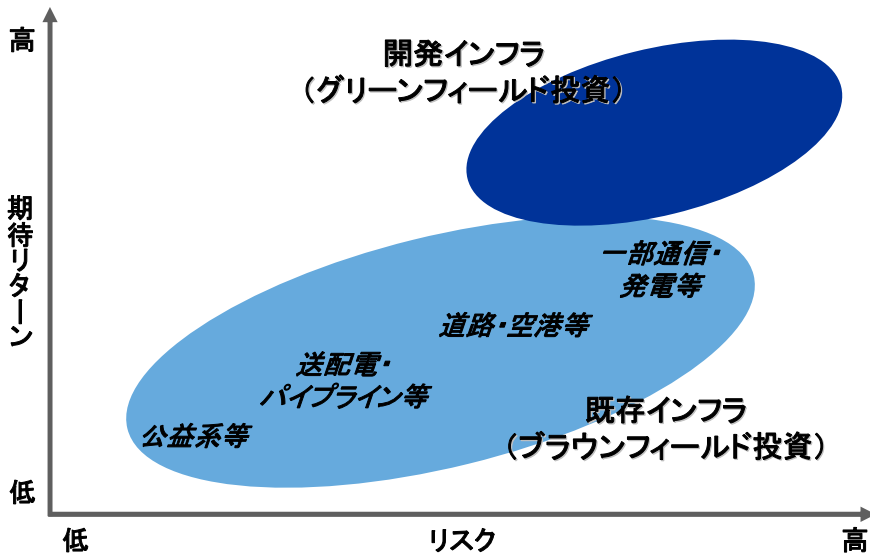 高
開発インフラ
（グリーンフィールド投資）
期待リターン
一部通信・
発電等
道路・空港等
送配電・
パイプライン等
公益系等
既存インフラ
（ブラウンフィールド投資）
低
低
リスク
高